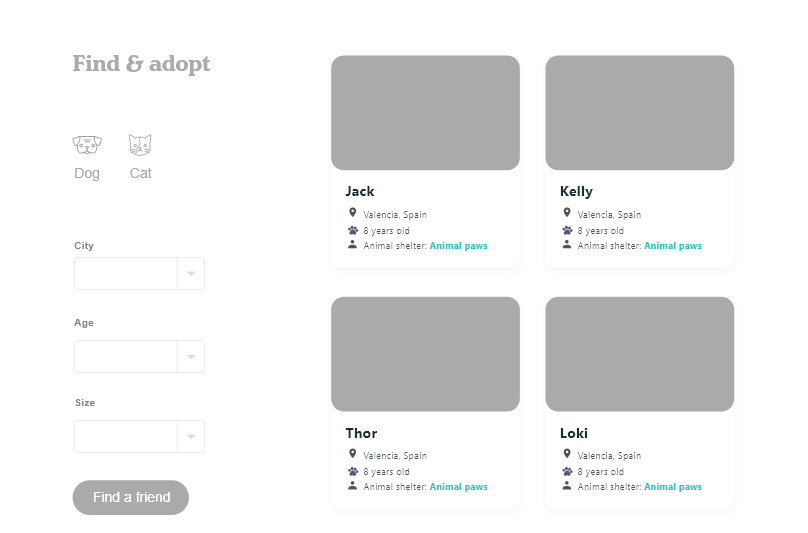 Find & adopt
Dog
Cat
City
Age
Size
Find a friend
Jack
Valencia, Spain
8 years old
Animal shelter: Animal paws
Kelly
Valencia, Spain
8 years old
Animal shelter: Animal paws
Thor
Valencia, Spain
8 years old
Animal shelter: Animal paws
Loki
Valencia, Spain
8 years old
Animal shelter: Animal paws